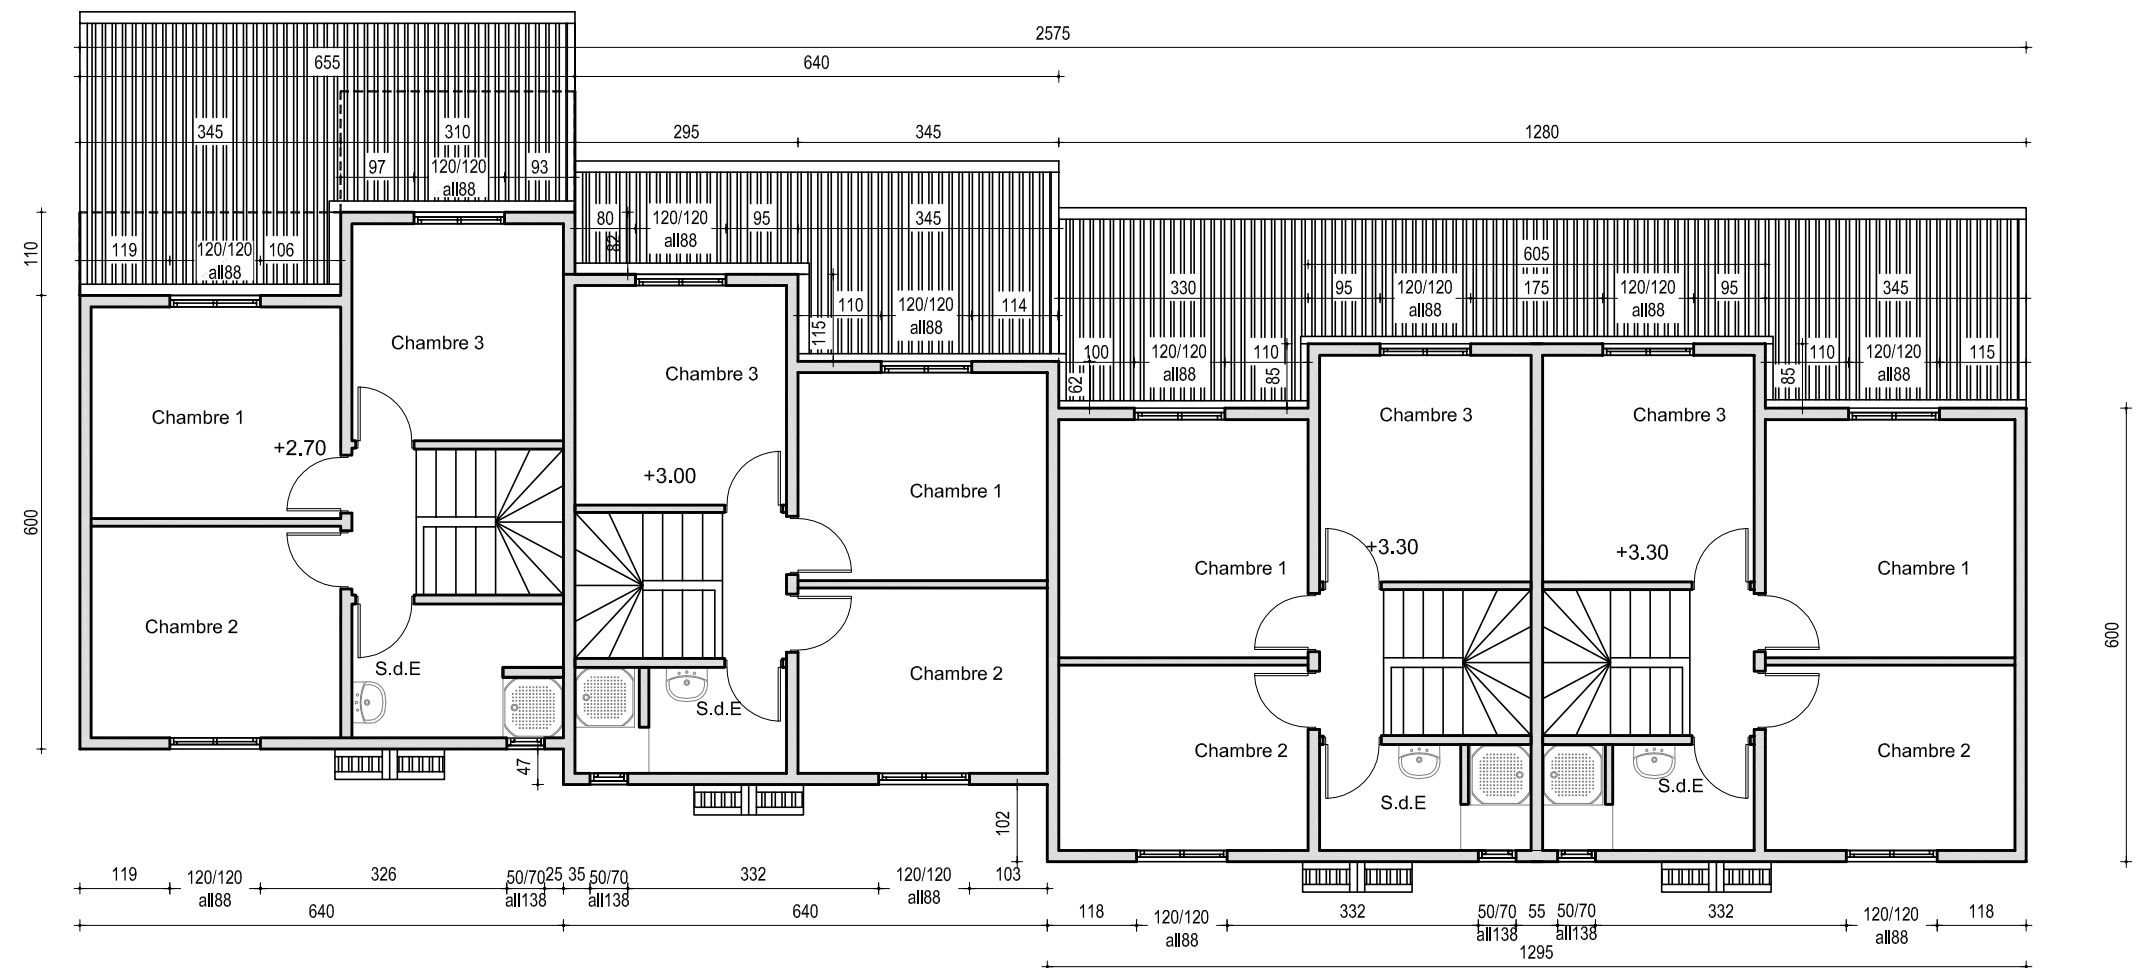 2575
655
640
345
310
295
345
1280
97
120/120
all88
93
80
120/120
all88
95
345
82
110
119
120/120
all88
106
605
330
95
120/120
all88
175
120/120
all88
95
345
110
120/120
all88
114
115
100
120/120
all88
110
110
120/120
all88
115
62
85
85
Chambre 3
Chambre 3
Chambre 1
+2.70
Chambre 3
Chambre 3
+3.00
Chambre 1
600
+3.30
+3.30
Chambre 1
Chambre 1
Chambre 2
600
S.d.E
Chambre 2
S.d.E
Chambre 2
Chambre 2
47
S.d.E
S.d.E
102
119
120/120
all88
326
50/70
all138
25
35
50/70
all138
332
120/120
all88
103
640
640
118
120/120
all88
332
50/70
all138
55
50/70
all138
332
120/120
all88
118
1295